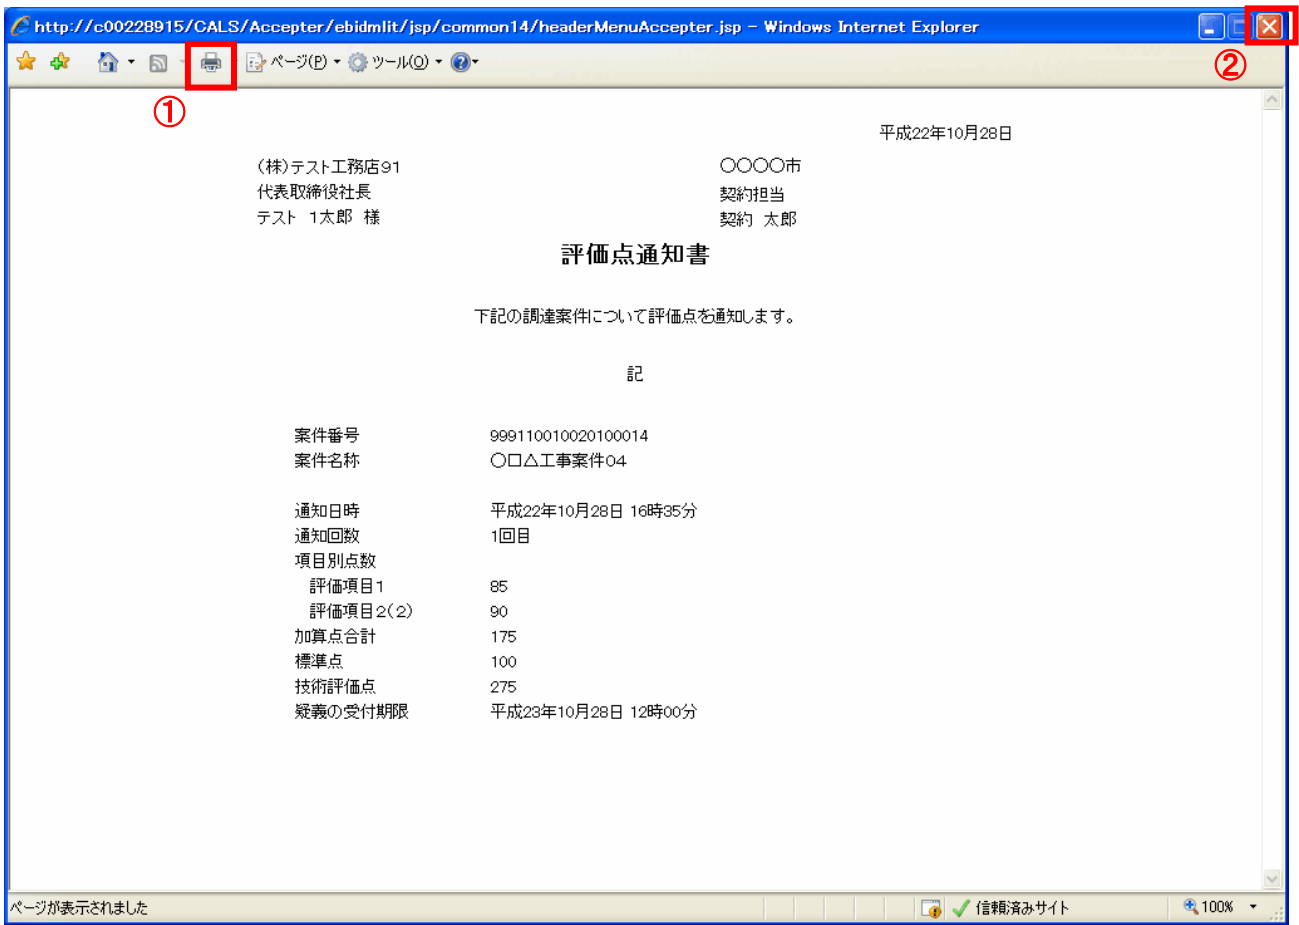 http://c00228915/CALS/Accepter/ebidmlit/jsp/common14/headerMenuAccepter.jsp - Windows Internet Explorer
ページ(P) ツール(O)
① ②
平成22年10月28日
(株)テスト工務店91 〇〇〇〇市
代表取締役社長 契約担当
テスト 1太郎 様 契約 太郎
評価点通知書
下記の調達案件について評価点を通知します。
記
案件番号 999110010020100014
案件名称 〇□△工事案件04
通知日時 平成22年10月28日 16時35分
通知回数 1回目
項目別点数
評価項目1 85
評価項目2(2) 90
加算点合計 175
標準点 100
技術評価点 275
疑義の受付期限 平成23年10月28日 12時00分
ページが表示されました 信頼済みサイト 100%